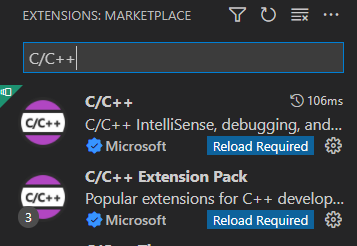 EXTENSIONS: MARKETPLACE
C/C++
C/C++ 106ms
C/C++
C/C++ IntelliSense, debugging, and...
Microsoft Reload Required
C/C++ Extension Pack
C/C++
Popular extensions for C++ develop...
3 Microsoft Reload Required